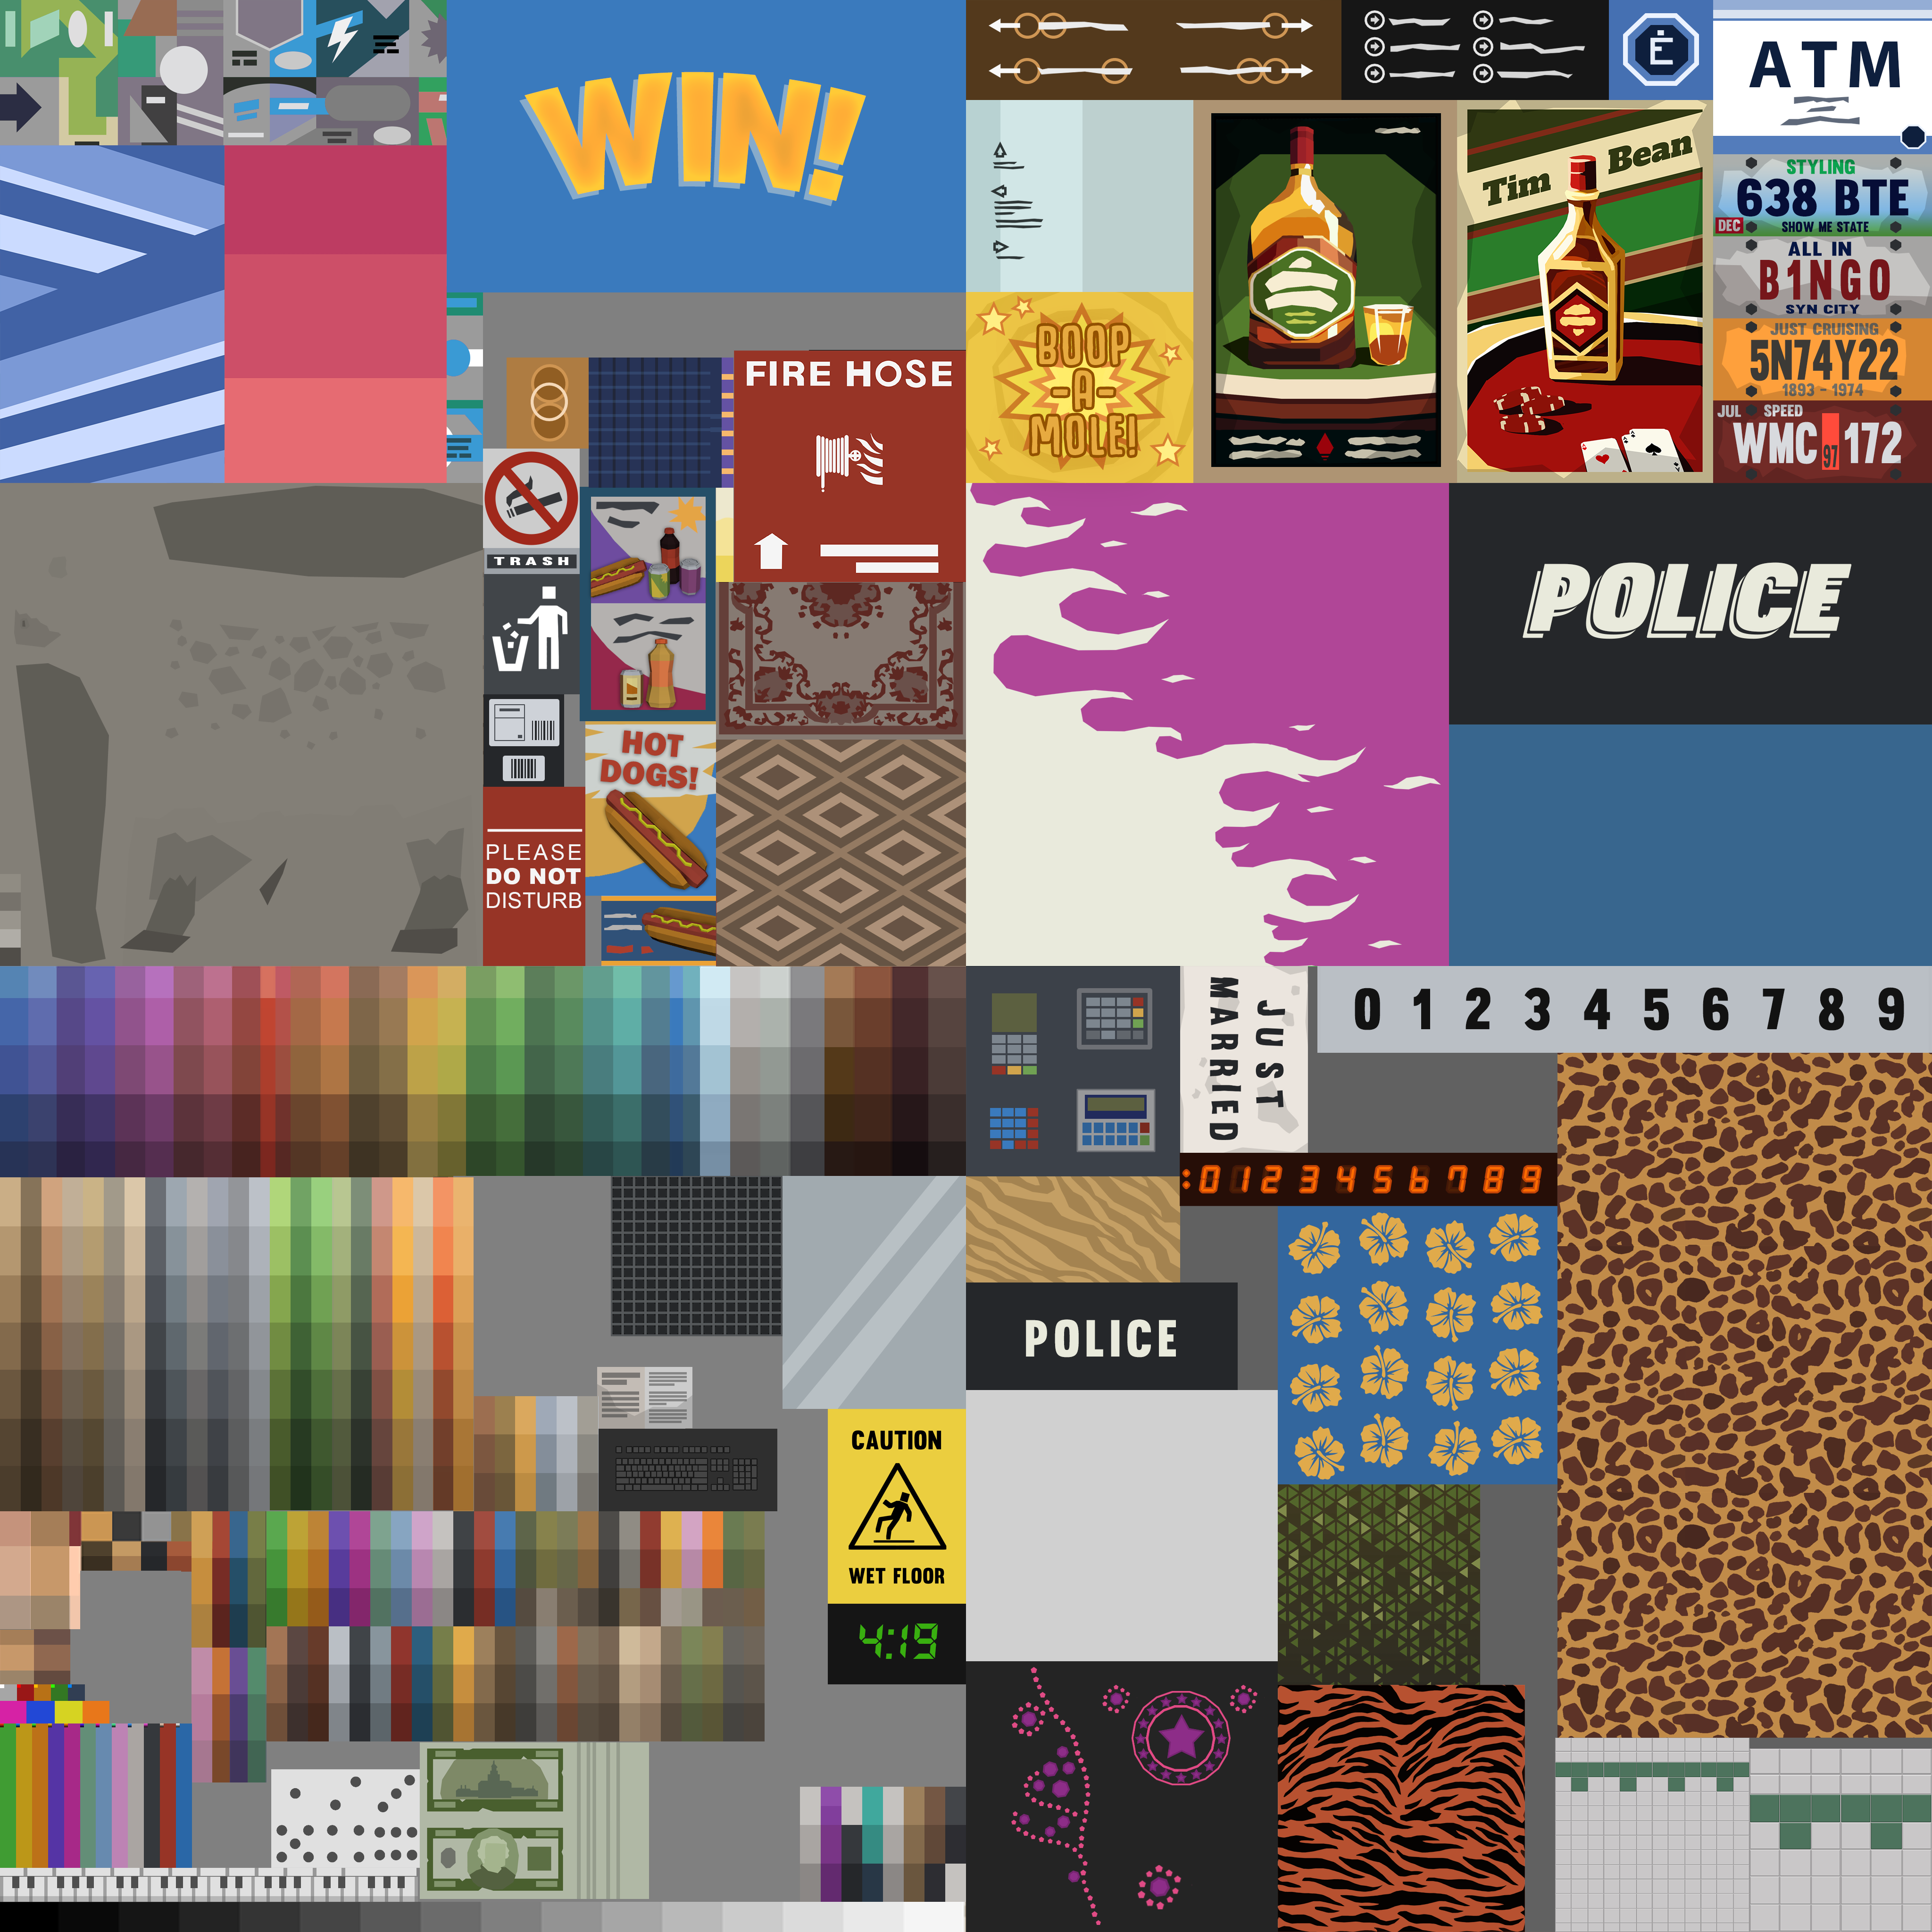 WIN!
Ė
ATM
Tim Bean
STYLING
638 BTE
DEC
SHOW ME STATE
ALL IN
B1NGO
SYN CITY
JUST CRUISING
5N74Y22
1893 - 1974
JUL SPEED
WMC 97 172
BOOP
-A-
MOLE!
FIRE HOSE
TRASH
HOT
DOGS!
PLEASE
DO NOT
DISTURB
POLICE
JUST
MARRIED
0 1 2 3 4 5 6 7 8 9
:0 1 2 3 4 5 6 7 8 9
POLICE
CAUTION
WET FLOOR
4:19